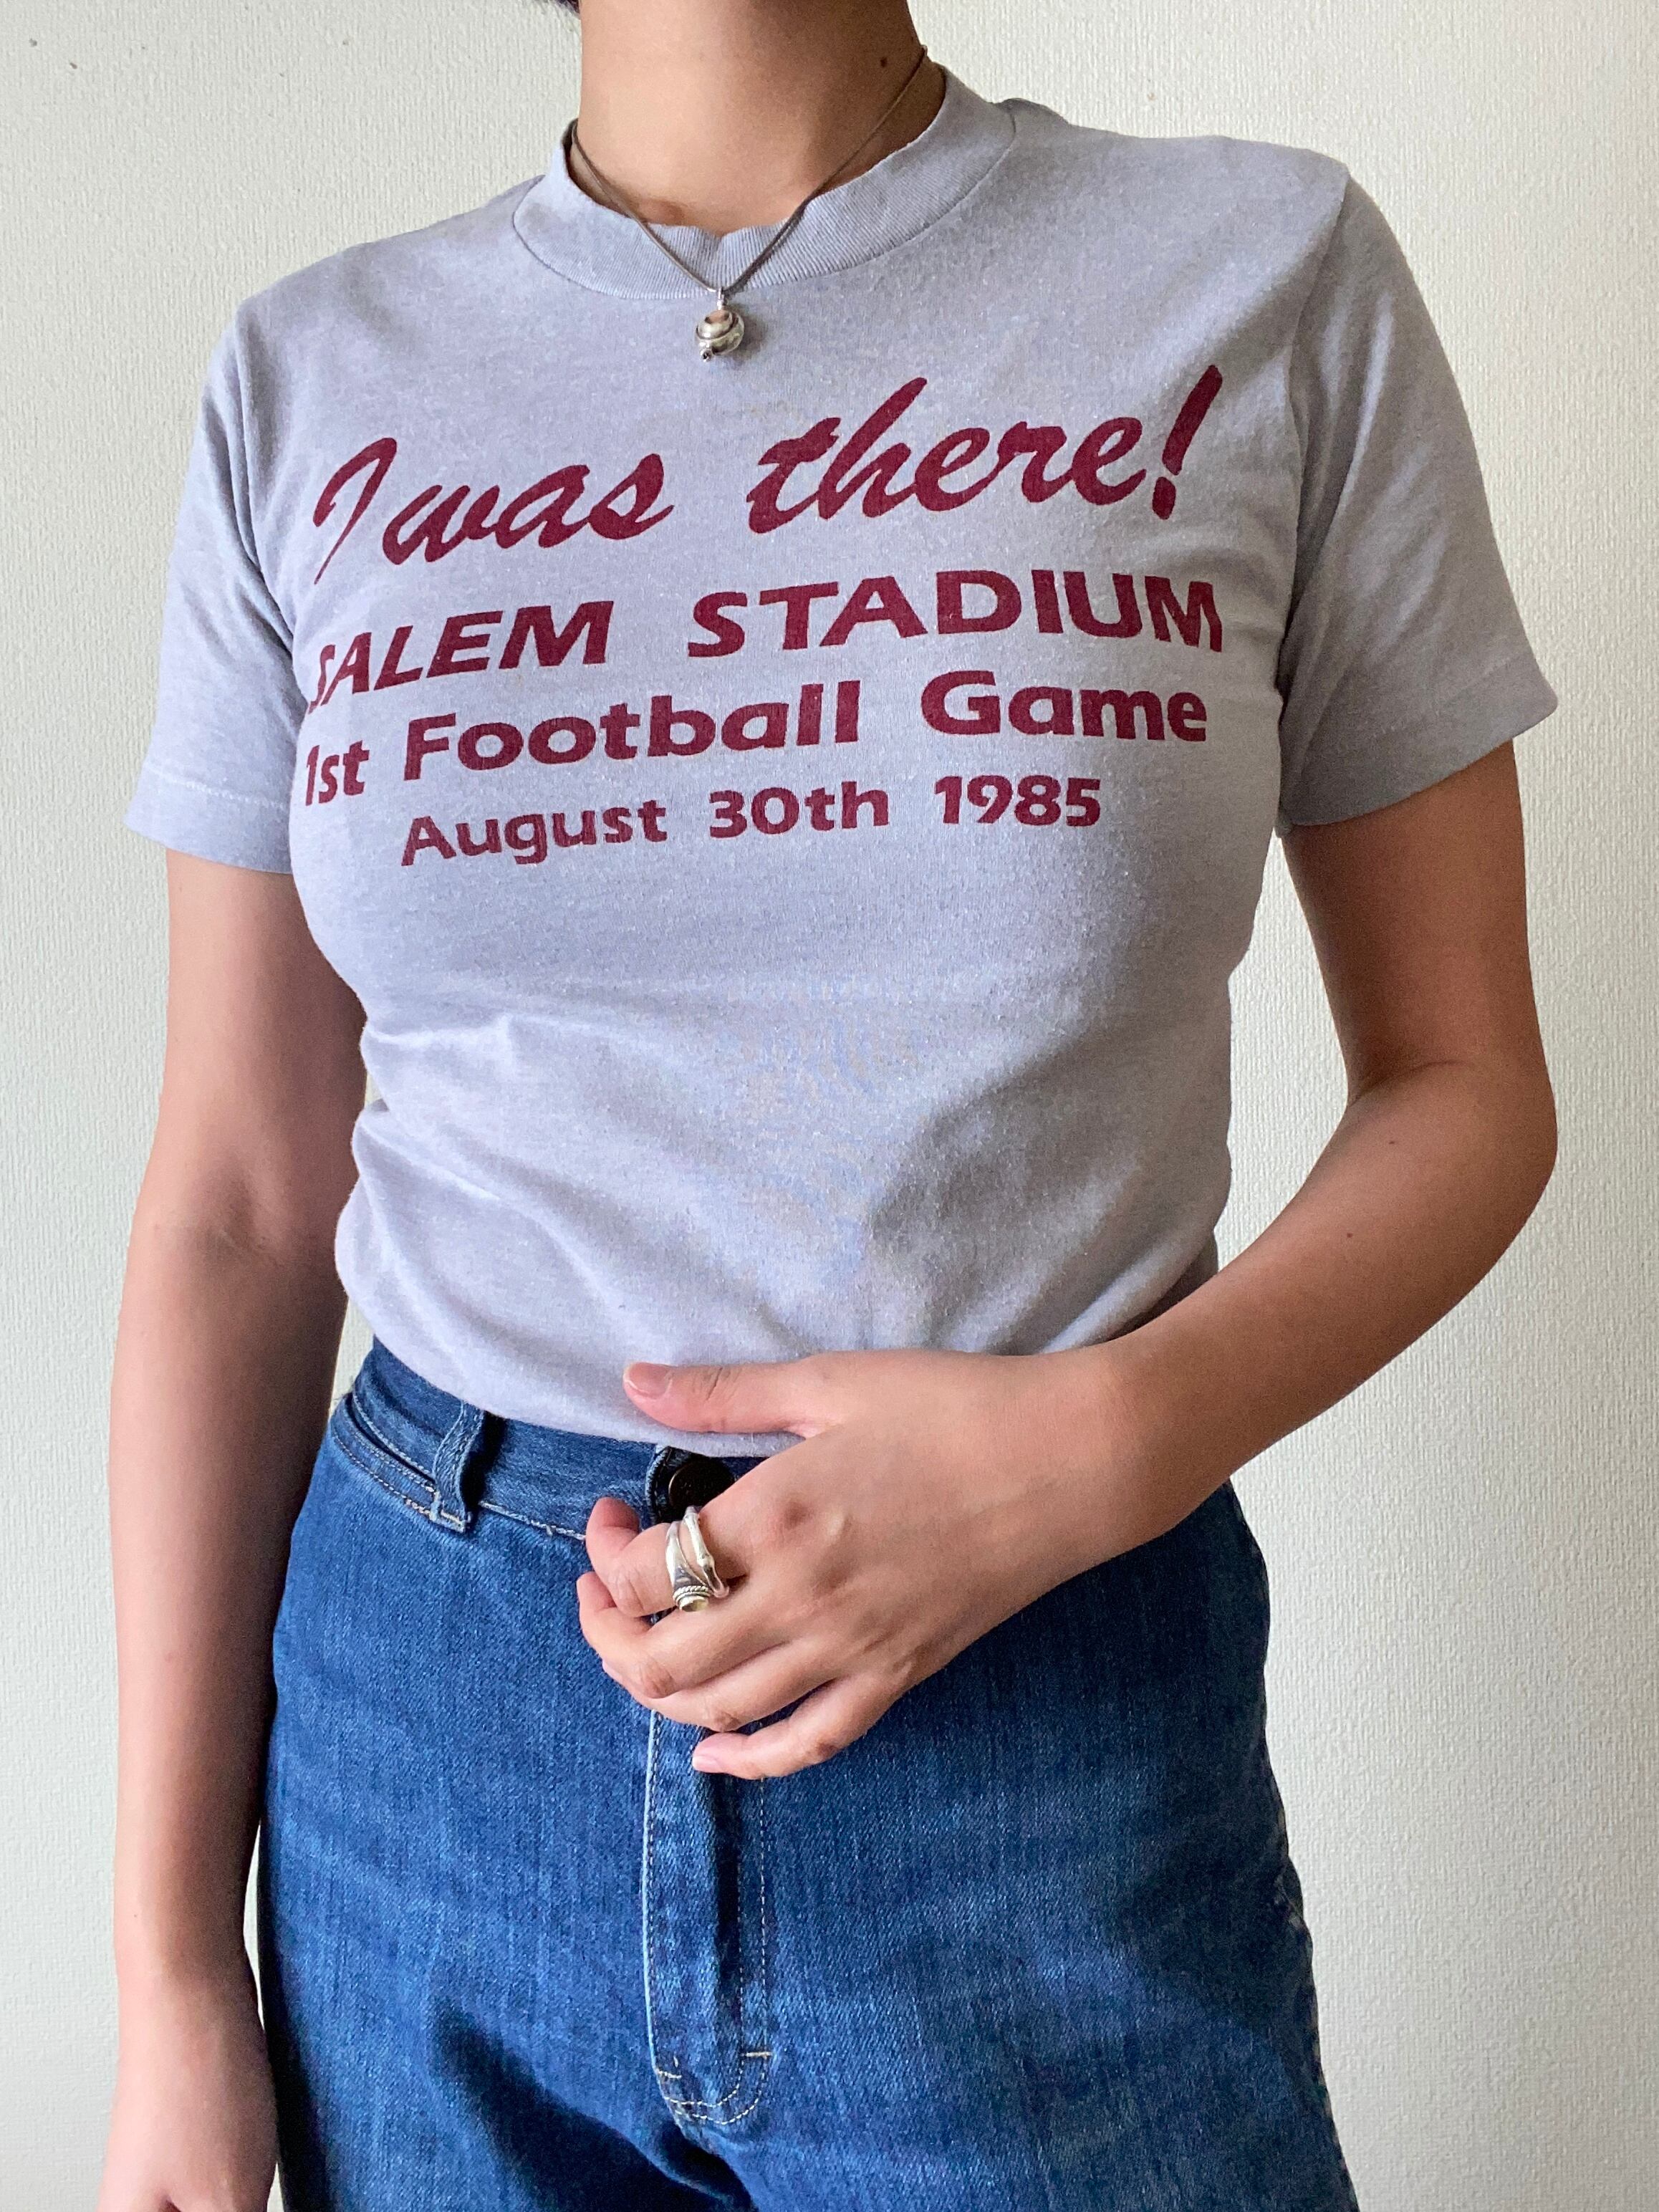 I was there!
SALEM STADIUM
1st Football Game
August 30th 1985